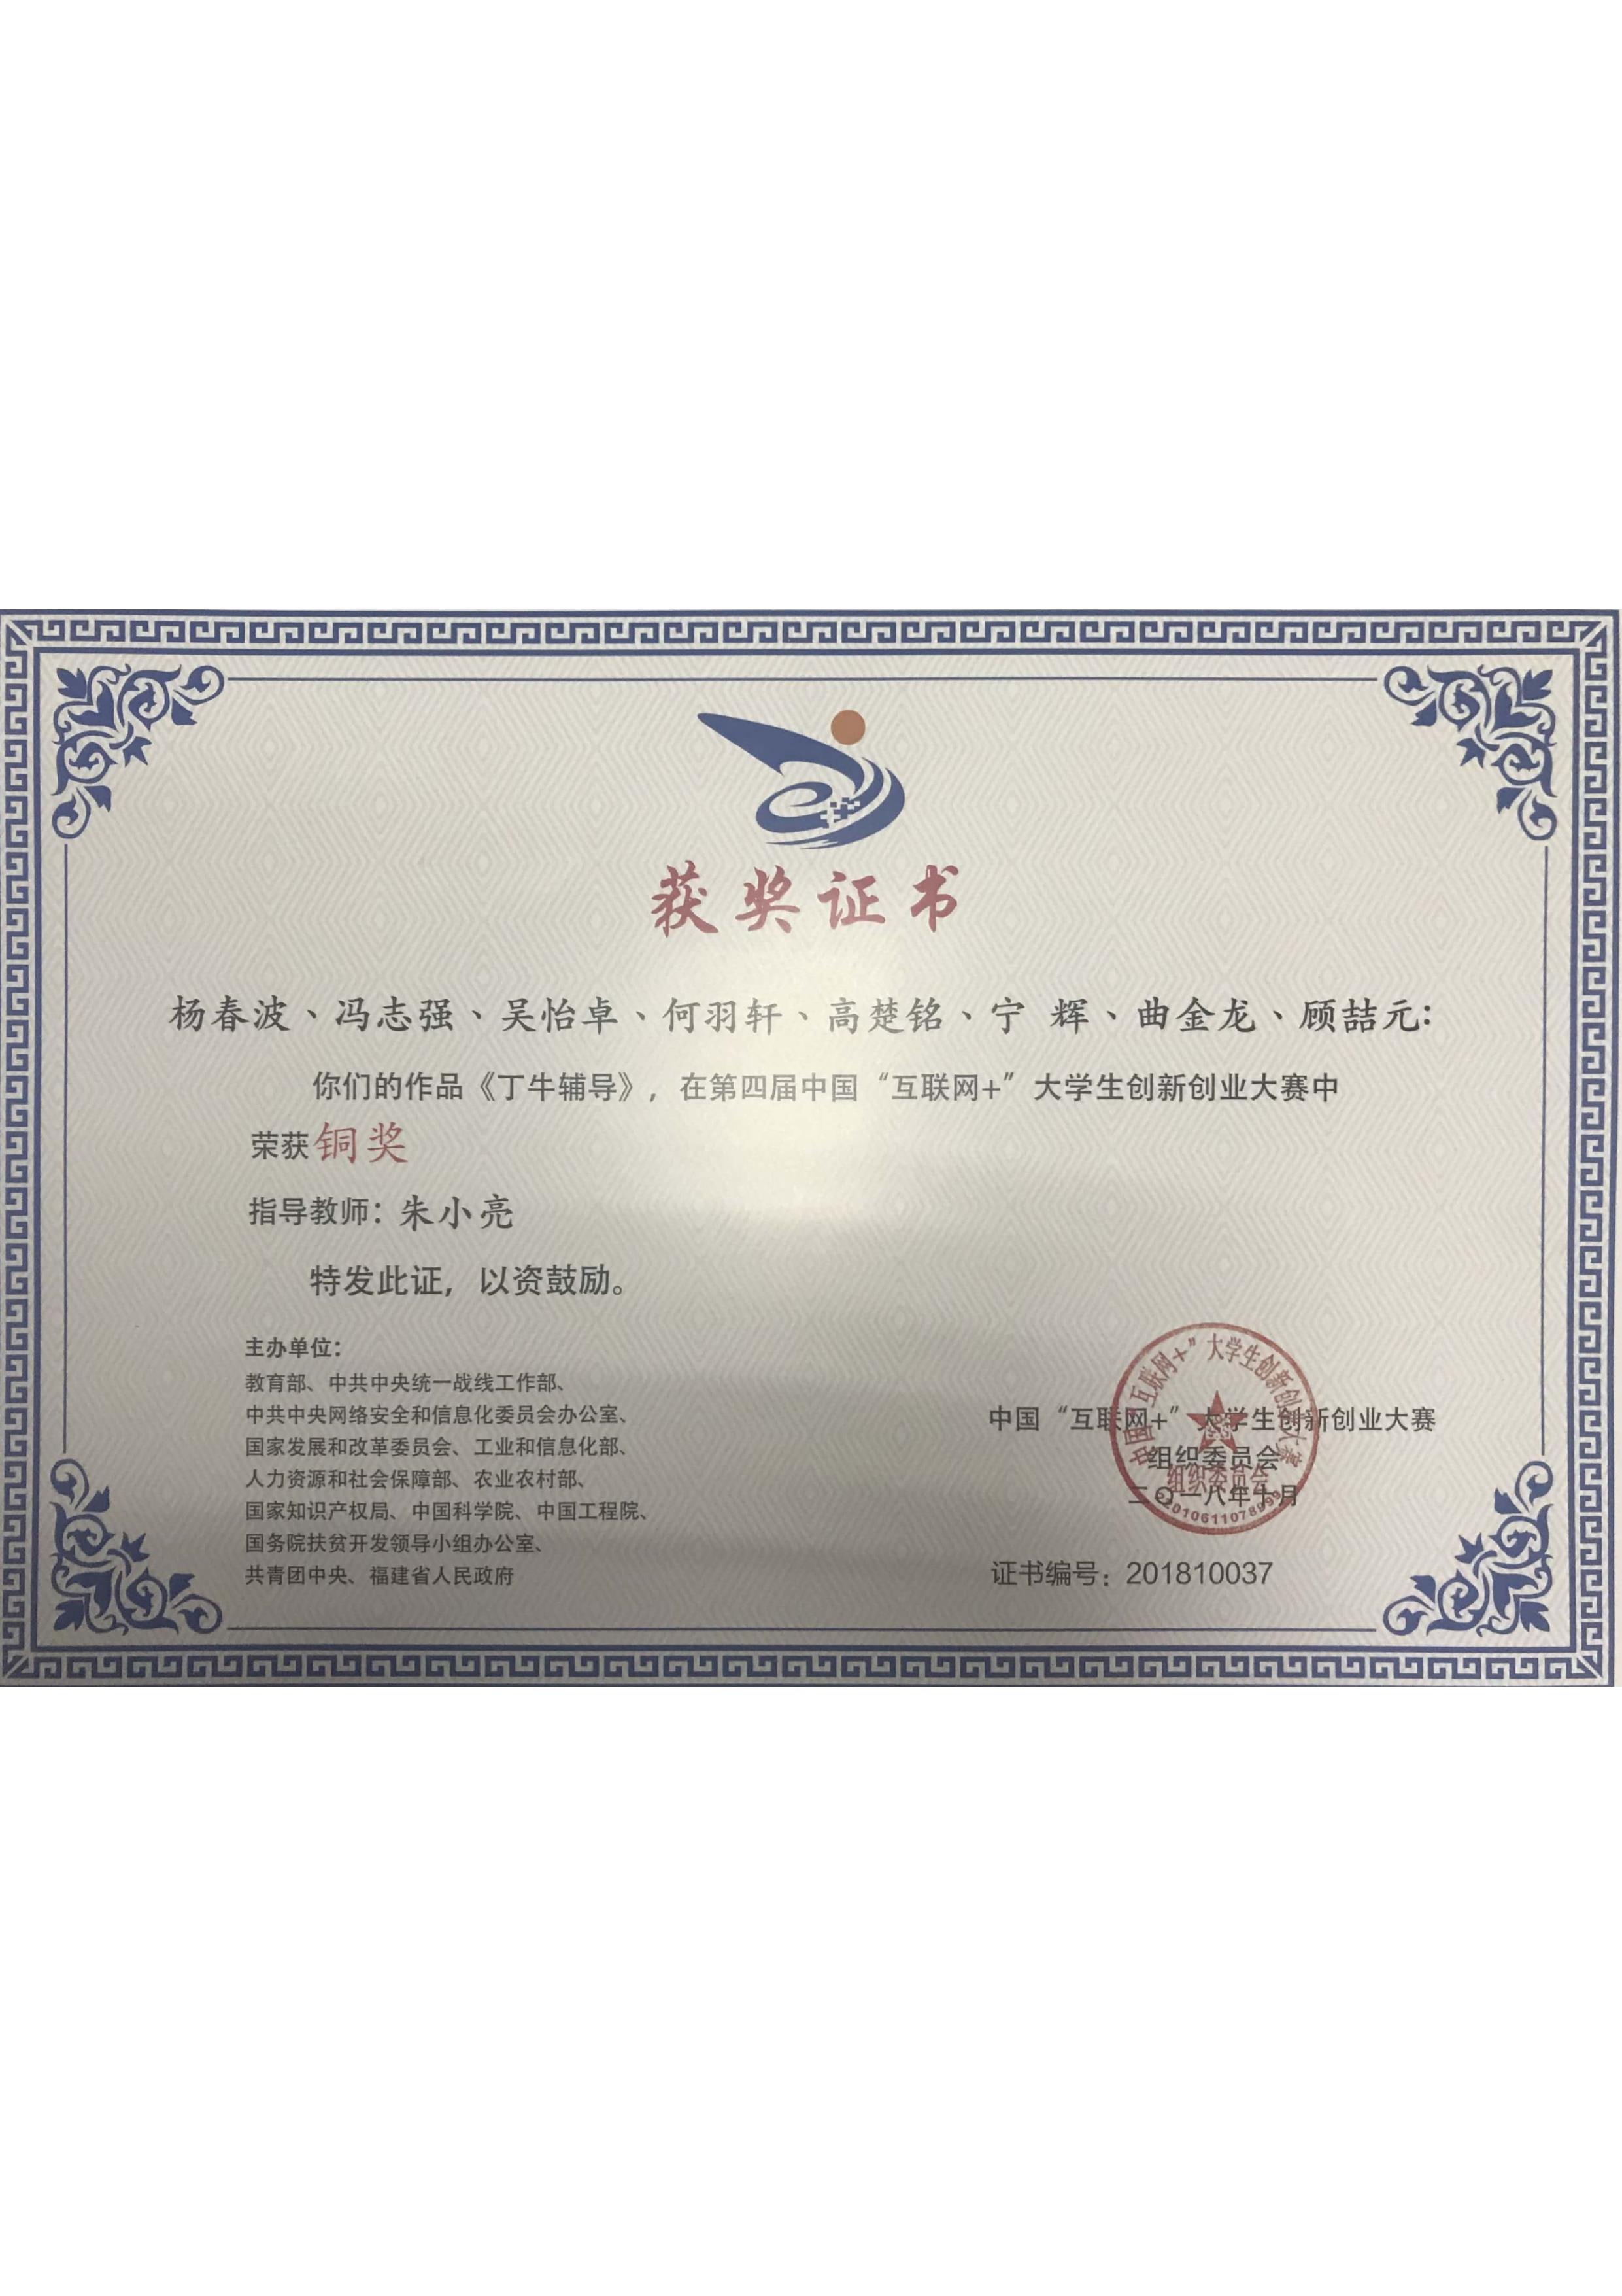 获奖证书
杨春波、冯志强、吴怡卓、何羽轩、高楚铭、宁 辉、曲金龙、顾喆元：
你们的作品《丁牛辅导》，在第四届中国“互联网+”大学生创新创业大赛中
荣获铜奖
指导教师：朱小亮
特发此证，以资鼓励。
主办单位：
教育部、中共中央统一战线工作部、
中共中央网络安全和信息化委员会办公室、
国家发展和改革委员会、工业和信息化部、
人力资源和社会保障部、农业农村部、
国家知识产权局、中国科学院、中国工程院、
国务院扶贫开发领导小组办公室、
共青团中央、福建省人民政府
中国“互联网+”大学生创新创业大赛
组织委员会
二〇一八年十月
中国“互联网+”大学生创新创业大赛
组织委员会
证书编号：201810037